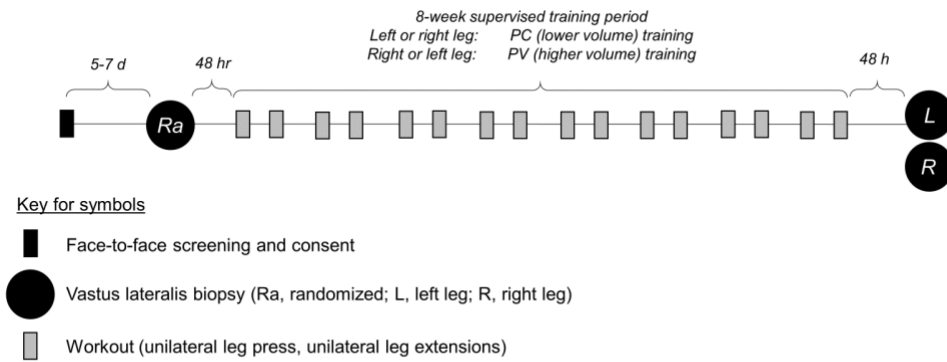 8-week supervised training period
Left or right leg: PC (lower volume) training
Right or left leg: PV (higher volume) training
5-7 d
48 hr
48 h
Ra
L
R
Key for symbols
Face-to-face screening and consent
Vastus lateralis biopsy (Ra, randomized; L, left leg; R, right leg)
Workout (unilateral leg press, unilateral leg extensions)